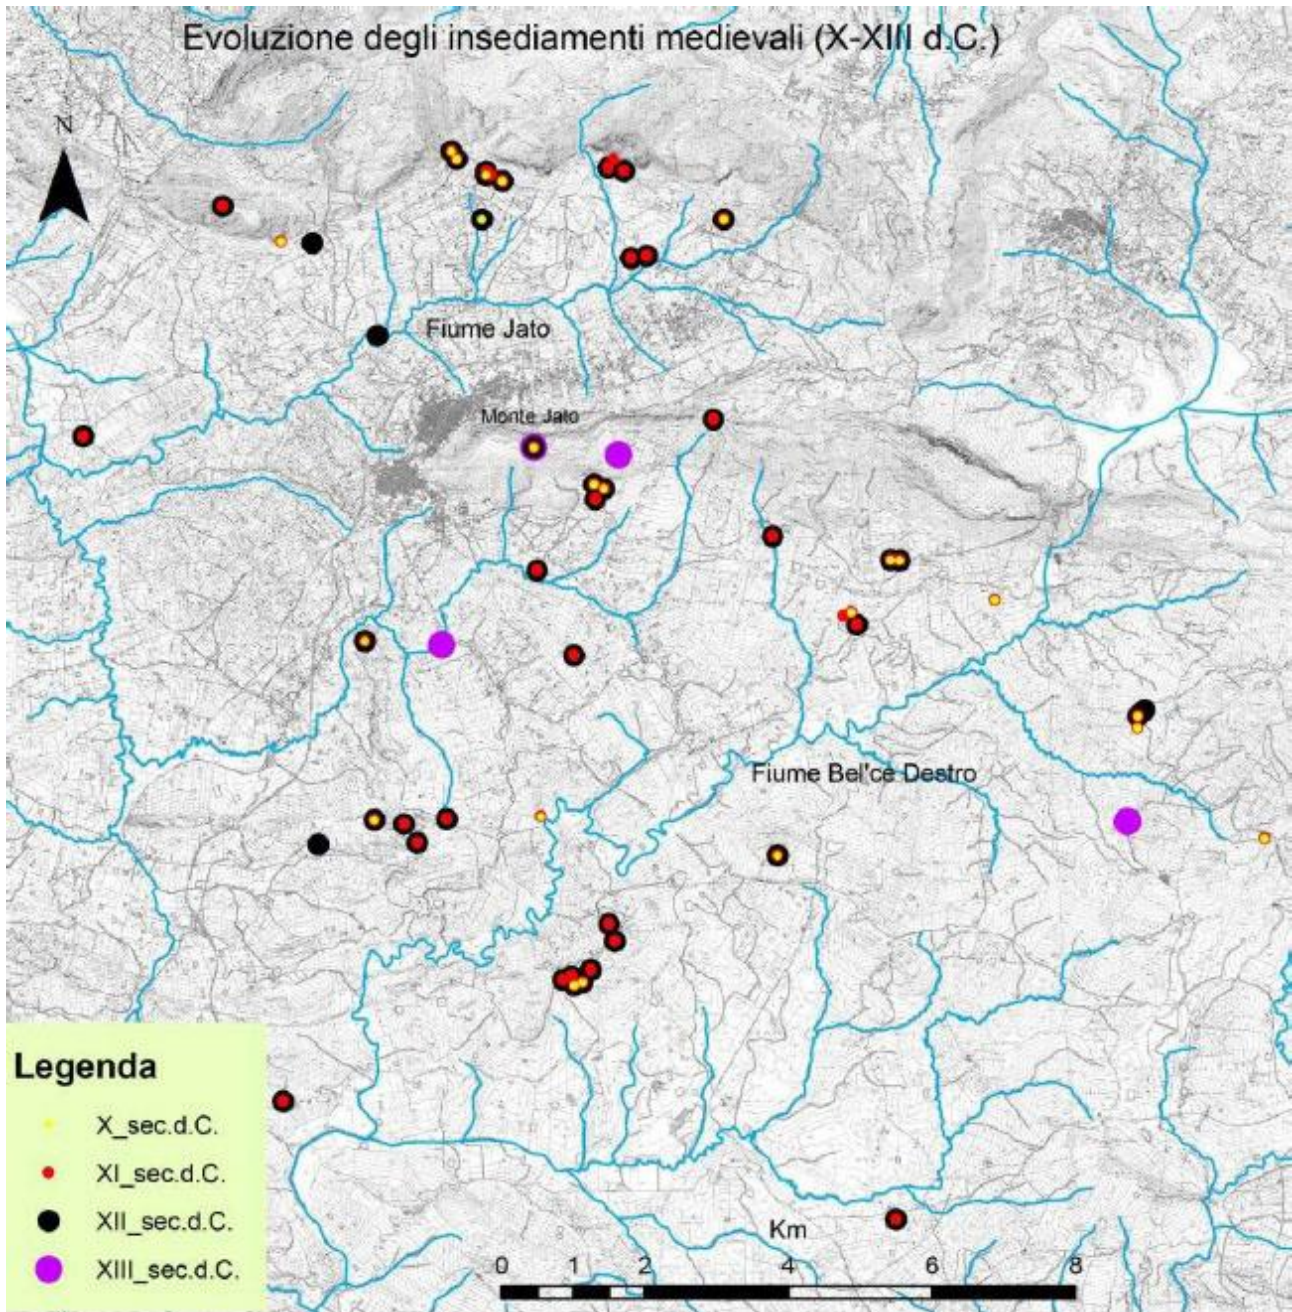 Evoluzione degli insediamenti medievali (X-XIII d.C.)
N
Fiume Jato
Monte Jato
Fiume Bel'ce Destro
Legenda
X_sec.d.C.
XI_sec.d.C.
XII_sec.d.C.
XIII_sec.d.C.
Km
0 1 2 4 6 8